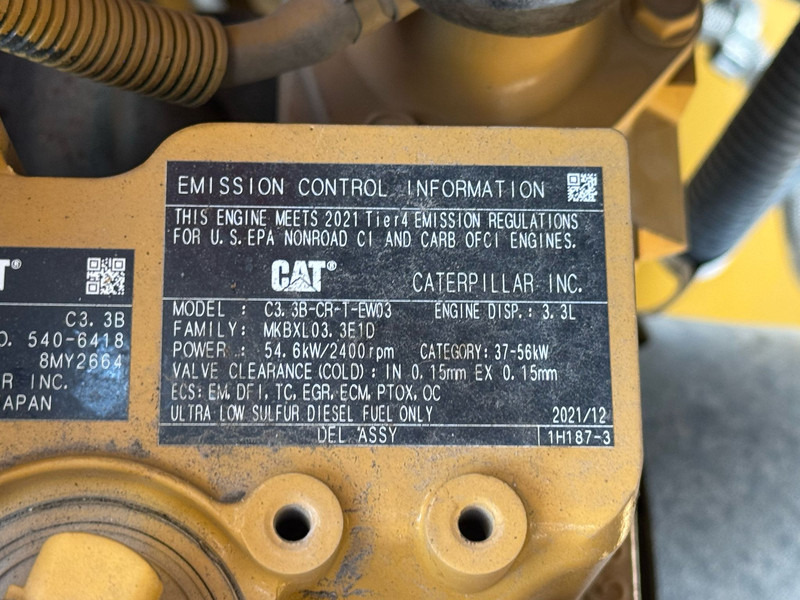 EMISSION CONTROL INFORMATION
THIS ENGINE MEETS 2021 Tier4 EMISSION REGULATIONS
FOR U.S.EPA NONROAD CI AND CARB OFCI ENGINES.
CAT® CATERPILLAR INC.
MODEL : C3.3B-CR-T-EW03 ENGINE DISP.: 3.3L
FAMILY: MKBXL03.3E1D
POWER : 54.6kW/2400rpm CATEGORY: 37-56kW
VALVE CLEARANCE(COLD): IN 0.15mm EX 0.15mm
ECS: EM, DFI, TC, EGR, ECM, PTOX, OC
ULTRA LOW SULFUR DIESEL FUEL ONLY 2021/12
DEL ASSY 1H187-3
T®
C3.3B
O. 540-6418
8MY2664
R INC.
JAPAN